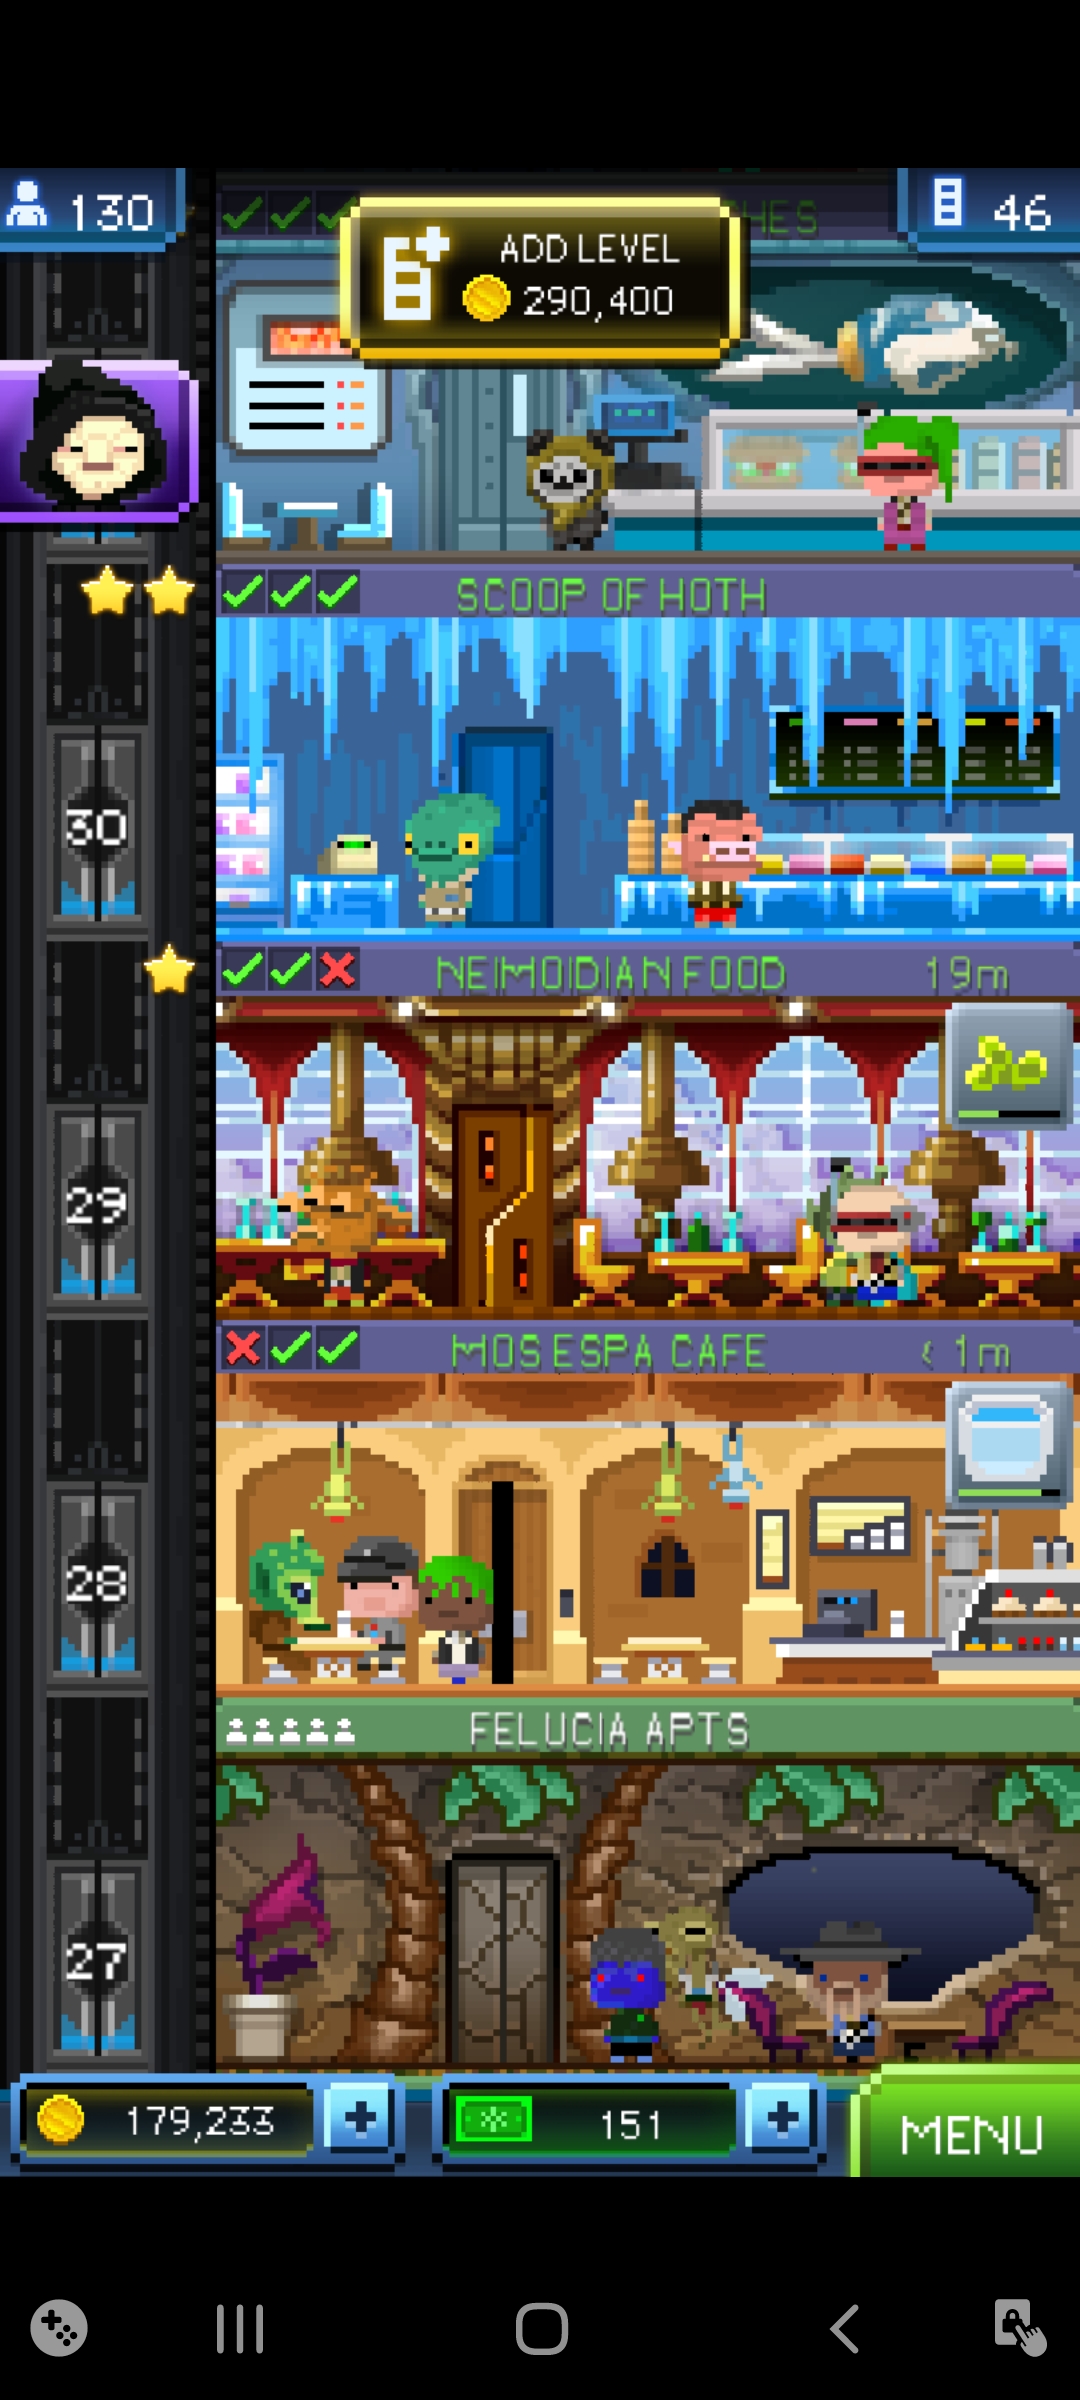 130
HES
46
ADD LEVEL
290,400
SCOOP OF HOTH
30
NEIMOIDIAN FOOD 19m
29
MOS ESPA CAFE < 1m
28
FELUCIA APTS
27
179,233
151
MENU